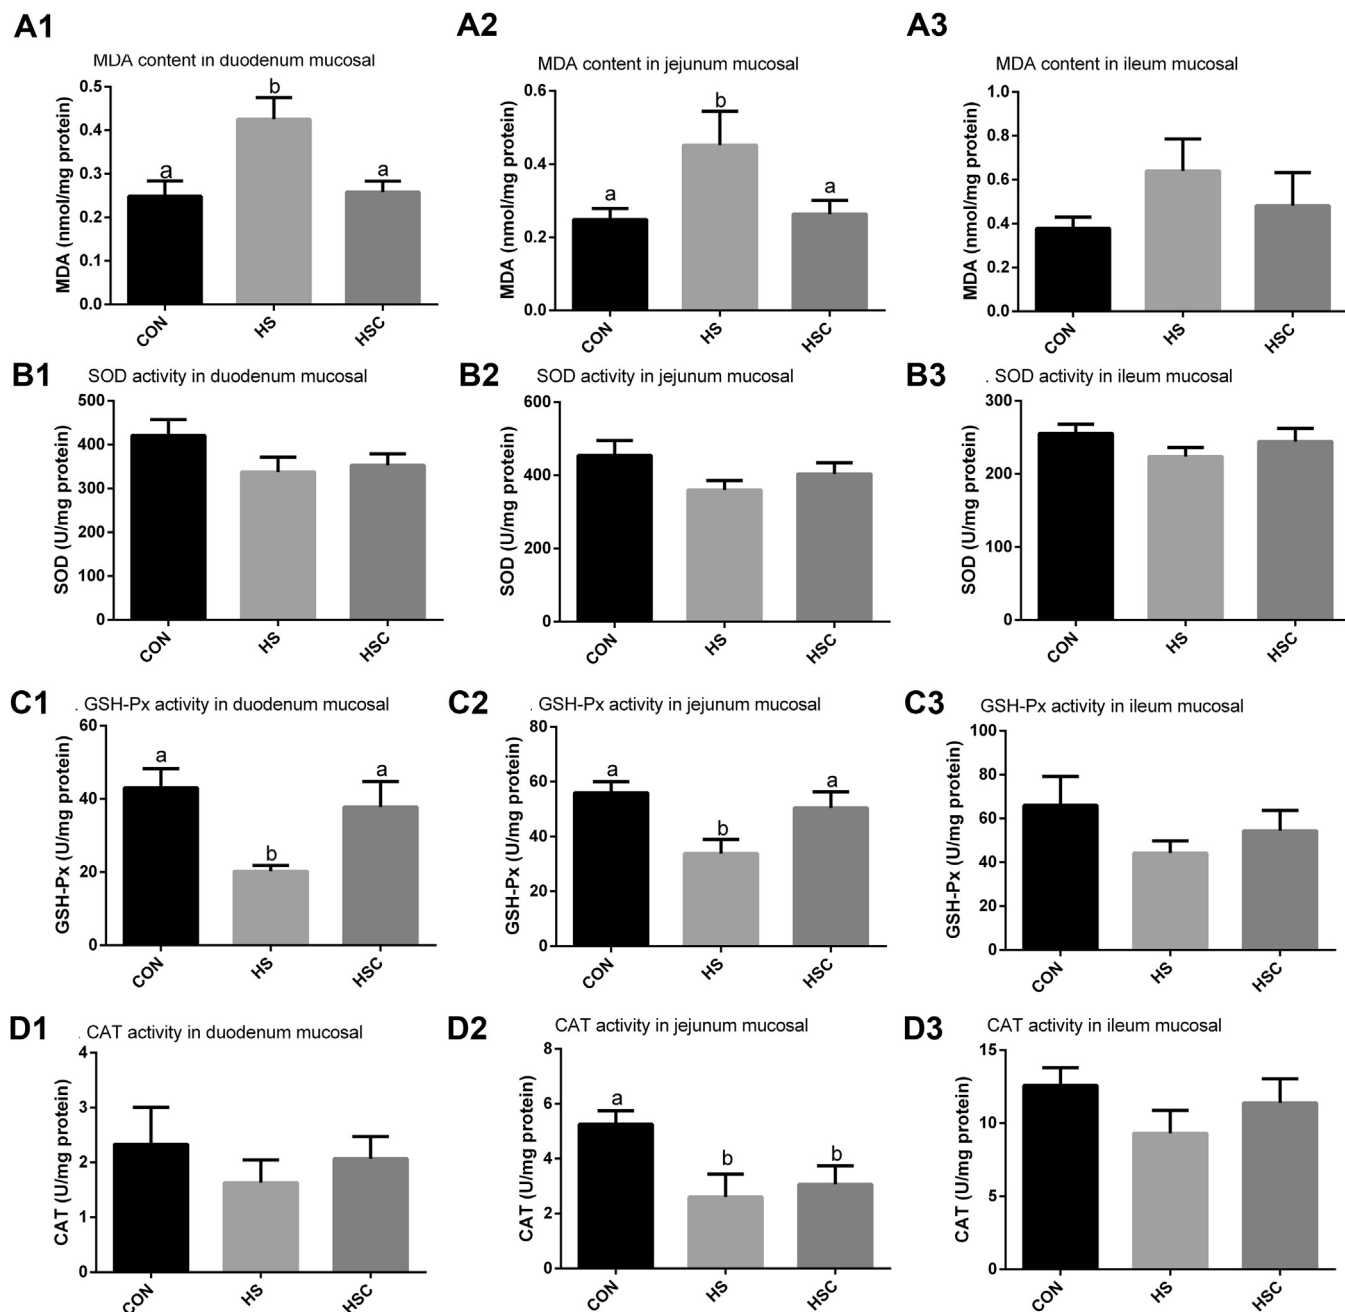 A1
MDA content in duodenum mucosal
MDA (nmol/mg protein)
0.5
0.4
0.3
0.2
0.1
0.0
a
b
a
CON
HS
HSC
A2
MDA content in jejunum mucosal
MDA (nmol/mg protein)
0.6
0.4
0.2
0.0
a
b
a
CON
HS
HSC
A3
MDA content in ileum mucosal
MDA (nmol/mg protein)
1.0
0.8
0.6
0.4
0.2
0.0
CON
HS
HSC
B1
SOD activity in duodenum mucosal
SOD (U/mg protein)
500
400
300
200
100
0
CON
HS
HSC
B2
SOD activity in jejunum mucosal
SOD (U/mg protein)
600
400
200
0
CON
HS
HSC
B3
. SOD activity in ileum mucosal
SOD (U/mg protein)
300
200
100
0
CON
HS
HSC
C1
. GSH-Px activity in duodenum mucosal
GSH-Px (U/mg protein)
60
40
20
0
a
b
a
CON
HS
HSC
C2
. GSH-Px activity in jejunum mucosal
GSH-Px (U/mg protein)
80
60
40
20
0
a
b
a
CON
HS
HSC
C3
GSH-Px activity in ileum mucosal
GSH-Px (U/mg protein)
100
80
60
40
20
0
CON
HS
HSC
D1
. CAT activity in duodenum mucosal
CAT (U/mg protein)
4
3
2
1
0
CON
HS
HSC
D2
CAT activity in jejunum mucosal
CAT (U/mg protein)
8
6
4
2
0
a
b
b
CON
HS
HSC
D3
CAT activity in ileum mucosal
CAT (U/mg protein)
15
10
5
0
CON
HS
HSC